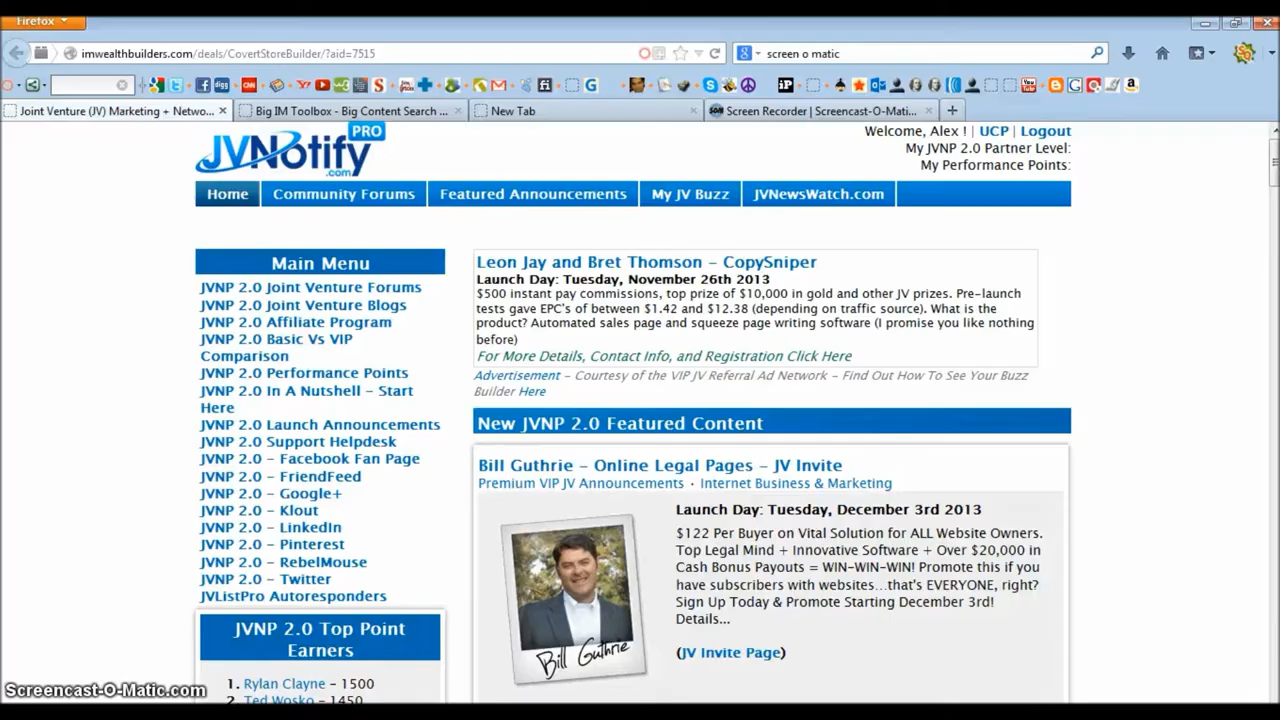 Firefox
imwealthbuilders.com/deals/CovertStoreBuilder/?aid=7515
screen o matic
Joint Venture (JV) Marketing + Netwo...
Big IM Toolbox - Big Content Search ...
New Tab
Screen Recorder | Screencast-O-Mati...
JVNotify PRO
.com
Welcome, Alex ! | UCP | Logout
My JVNP 2.0 Partner Level:
My Performance Points:
Home
Community Forums
Featured Announcements
My JV Buzz
JVNewsWatch.com
Main Menu
JVNP 2.0 Joint Venture Forums
JVNP 2.0 Joint Venture Blogs
JVNP 2.0 Affiliate Program
JVNP 2.0 Basic Vs VIP
Comparison
JVNP 2.0 Performance Points
JVNP 2.0 In A Nutshell – Start
Here
JVNP 2.0 Launch Announcements
JVNP 2.0 Support Helpdesk
JVNP 2.0 – Facebook Fan Page
JVNP 2.0 – FriendFeed
JVNP 2.0 – Google+
JVNP 2.0 – Klout
JVNP 2.0 – LinkedIn
JVNP 2.0 – Pinterest
JVNP 2.0 – RebelMouse
JVNP 2.0 – Twitter
JVListPro Autoresponders
JVNP 2.0 Top Point
Earners
1. Rylan Clayne – 1500
2. Ted Wosko – 1450
Leon Jay and Bret Thomson – CopySniper
Launch Day: Tuesday, November 26th 2013
$500 instant pay commissions, top prize of $10,000 in gold and other JV prizes. Pre-launch
tests gave EPC's of between $1.42 and $12.38 (depending on traffic source). What is the
product? Automated sales page and squeeze page writing software (I promise you like nothing
before)
For More Details, Contact Info, and Registration Click Here
Advertisement – Courtesy of the VIP JV Referral Ad Network – Find Out How To See Your Buzz
Builder Here
New JVNP 2.0 Featured Content
Bill Guthrie – Online Legal Pages – JV Invite
Premium VIP JV Announcements · Internet Business & Marketing
Bill Guthrie
Launch Day: Tuesday, December 3rd 2013
$122 Per Buyer on Vital Solution for ALL Website Owners.
Top Legal Mind + Innovative Software + Over $20,000 in
Cash Bonus Payouts = WIN-WIN-WIN! Promote this if you
have subscribers with websites...that's EVERYONE, right?
Sign Up Today & Promote Starting December 3rd!
Details...
(JV Invite Page)
Screencast-O-Matic.com